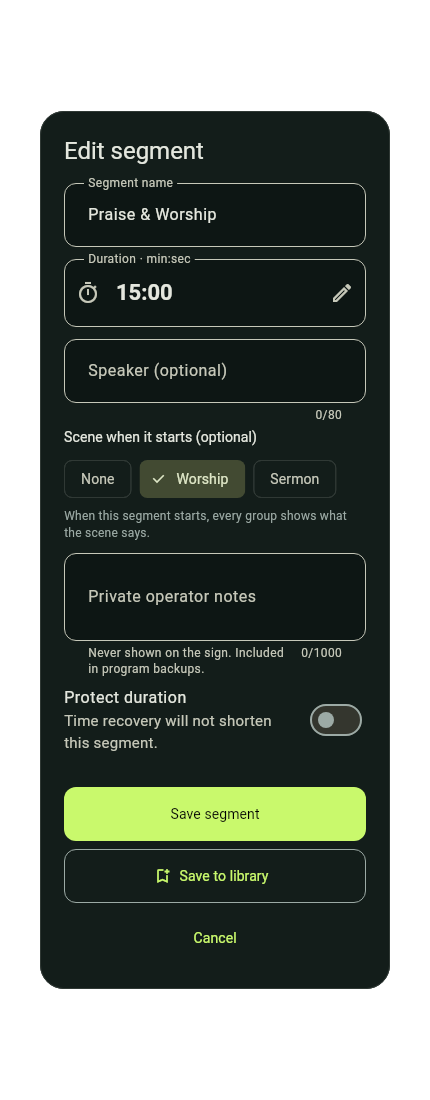 Edit segment
Segment name
Praise & Worship
Duration · min:sec
15:00
Speaker (optional)
0/80
Scene when it starts (optional)
None
Worship
Sermon
When this segment starts, every group shows what
the scene says.
Private operator notes
Never shown on the sign. Included
in program backups.
0/1000
Protect duration
Time recovery will not shorten
this segment.
Save segment
Save to library
Cancel